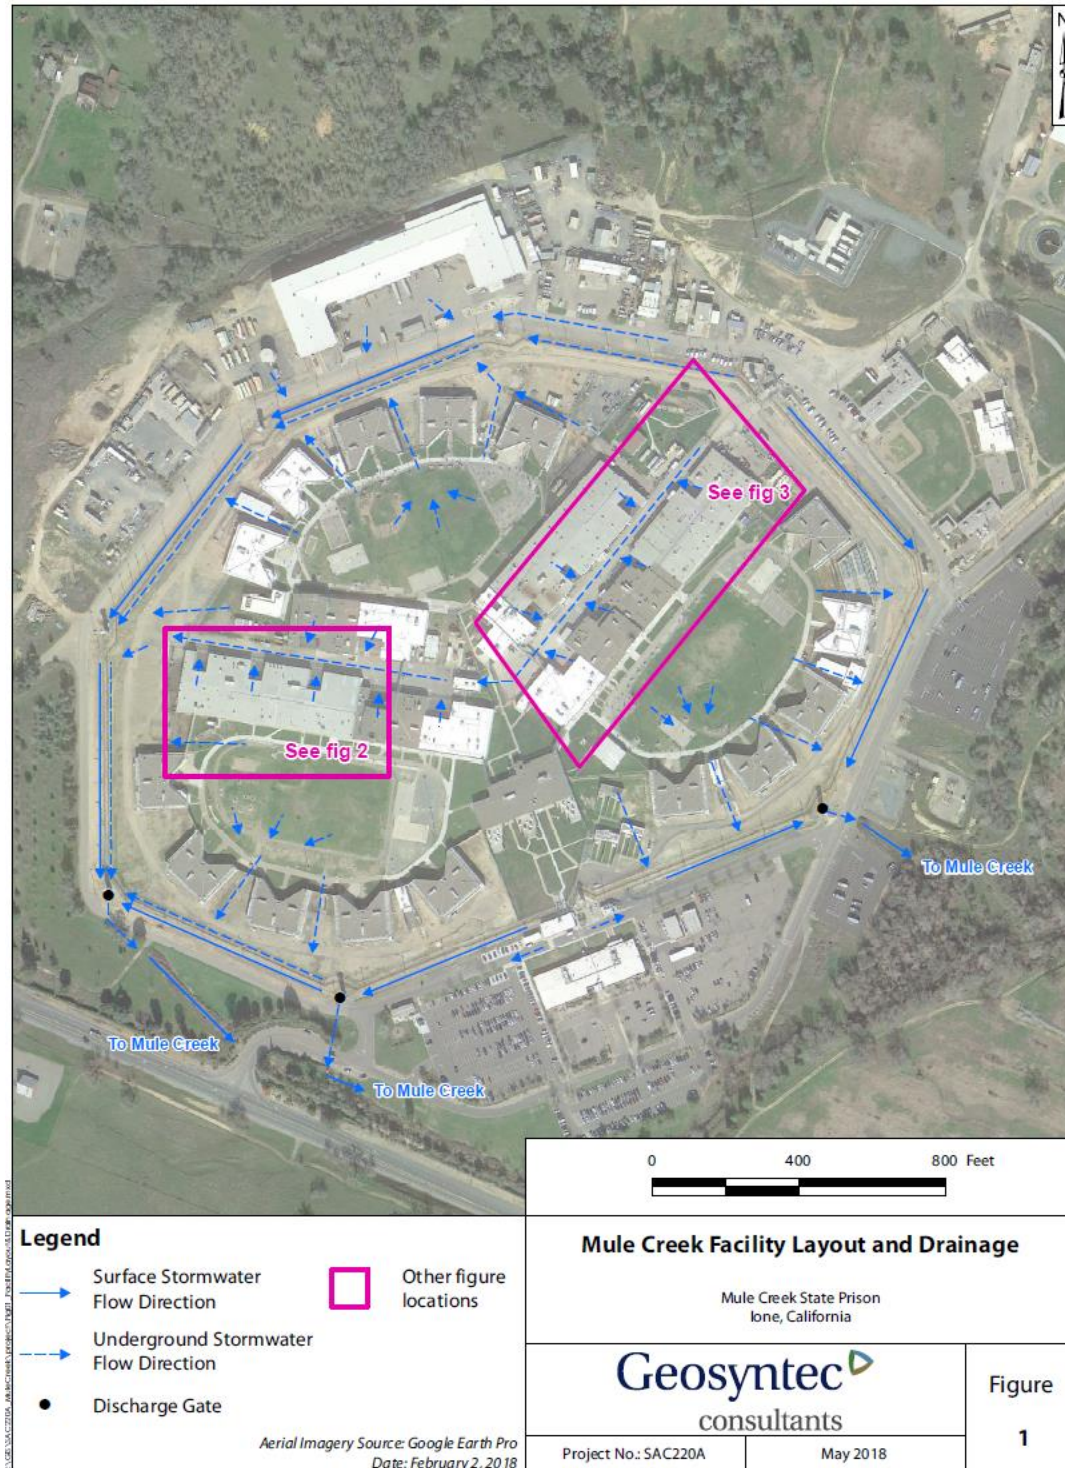 N
See fig 3
See fig 2
To Mule Creek
To Mule Creek
To Mule Creek
0 400 800 Feet
Legend
Surface Stormwater
Flow Direction
Other figure
locations
Underground Stormwater
Flow Direction
Discharge Gate
Aerial Imagery Source: Google Earth Pro
Date: February 2, 2018
Mule Creek Facility Layout and Drainage
Mule Creek State Prison
Ione, California
Geosyntec
consultants
Project No.: SAC220A
May 2018
Figure
1